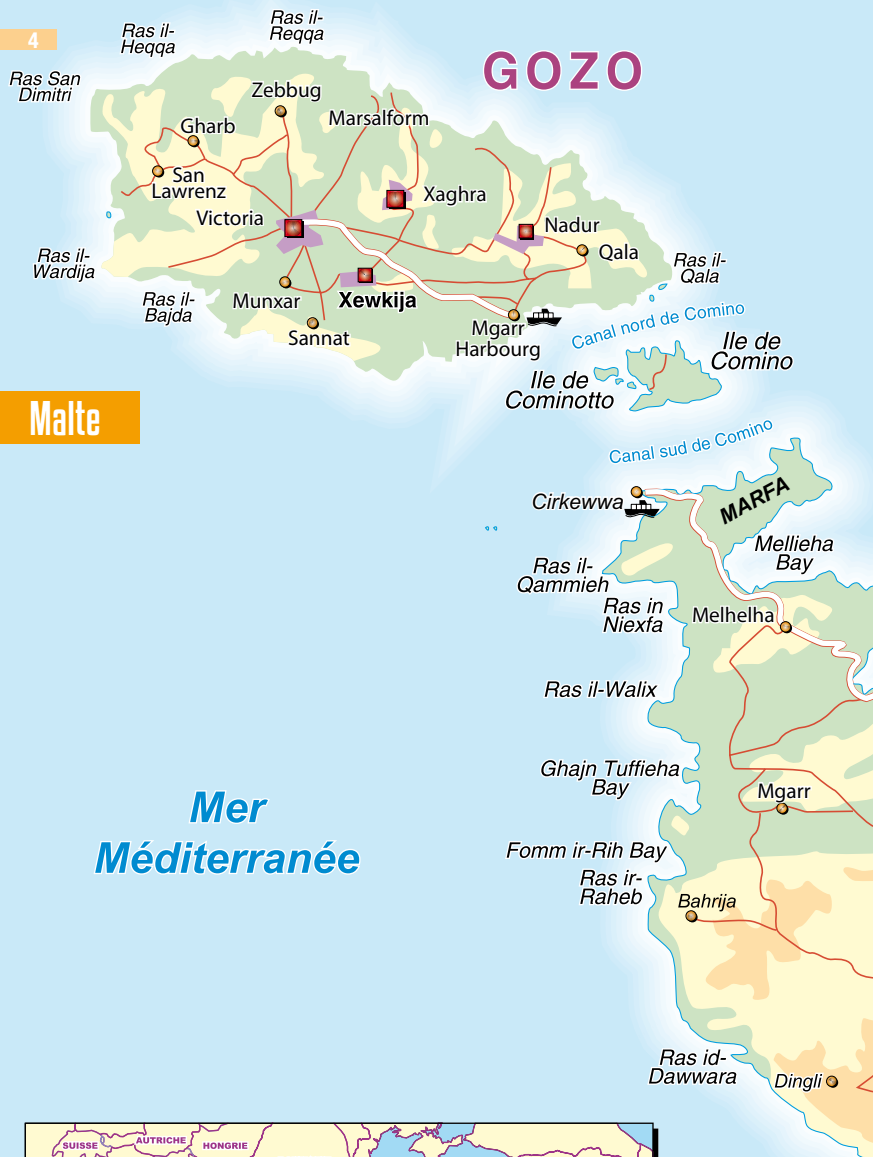 4
Ras il-
Heqqa
Ras il-
Reqqa
GOZO
Ras San
Dimitri
Zebbug
Marsalform
Gharb
San
Lawrenz
Xaghra
Victoria
Nadur
Qala
Ras il-
Wardija
Ras il-
Qala
Ras il-
Bajda
Munxar
Xewkija
Sannat
Mgarr
Harbourg
Canal nord de Comino
Ile de
Comino
Ile de
Cominotto
Malte
Canal sud de Comino
Cirkewwa
MARFA
Mellieha
Bay
Ras il-
Qammieh
Ras in
Niexfa
Melhelha
Ras il-Walix
Ghajn Tuffieha
Bay
Mgarr
Mer
Méditerranée
Fomm ir-Rih Bay
Ras ir-
Raheb
Bahrija
Ras id-
Dawwara
Dingli
SUISSE
AUTRICHE
HONGRIE